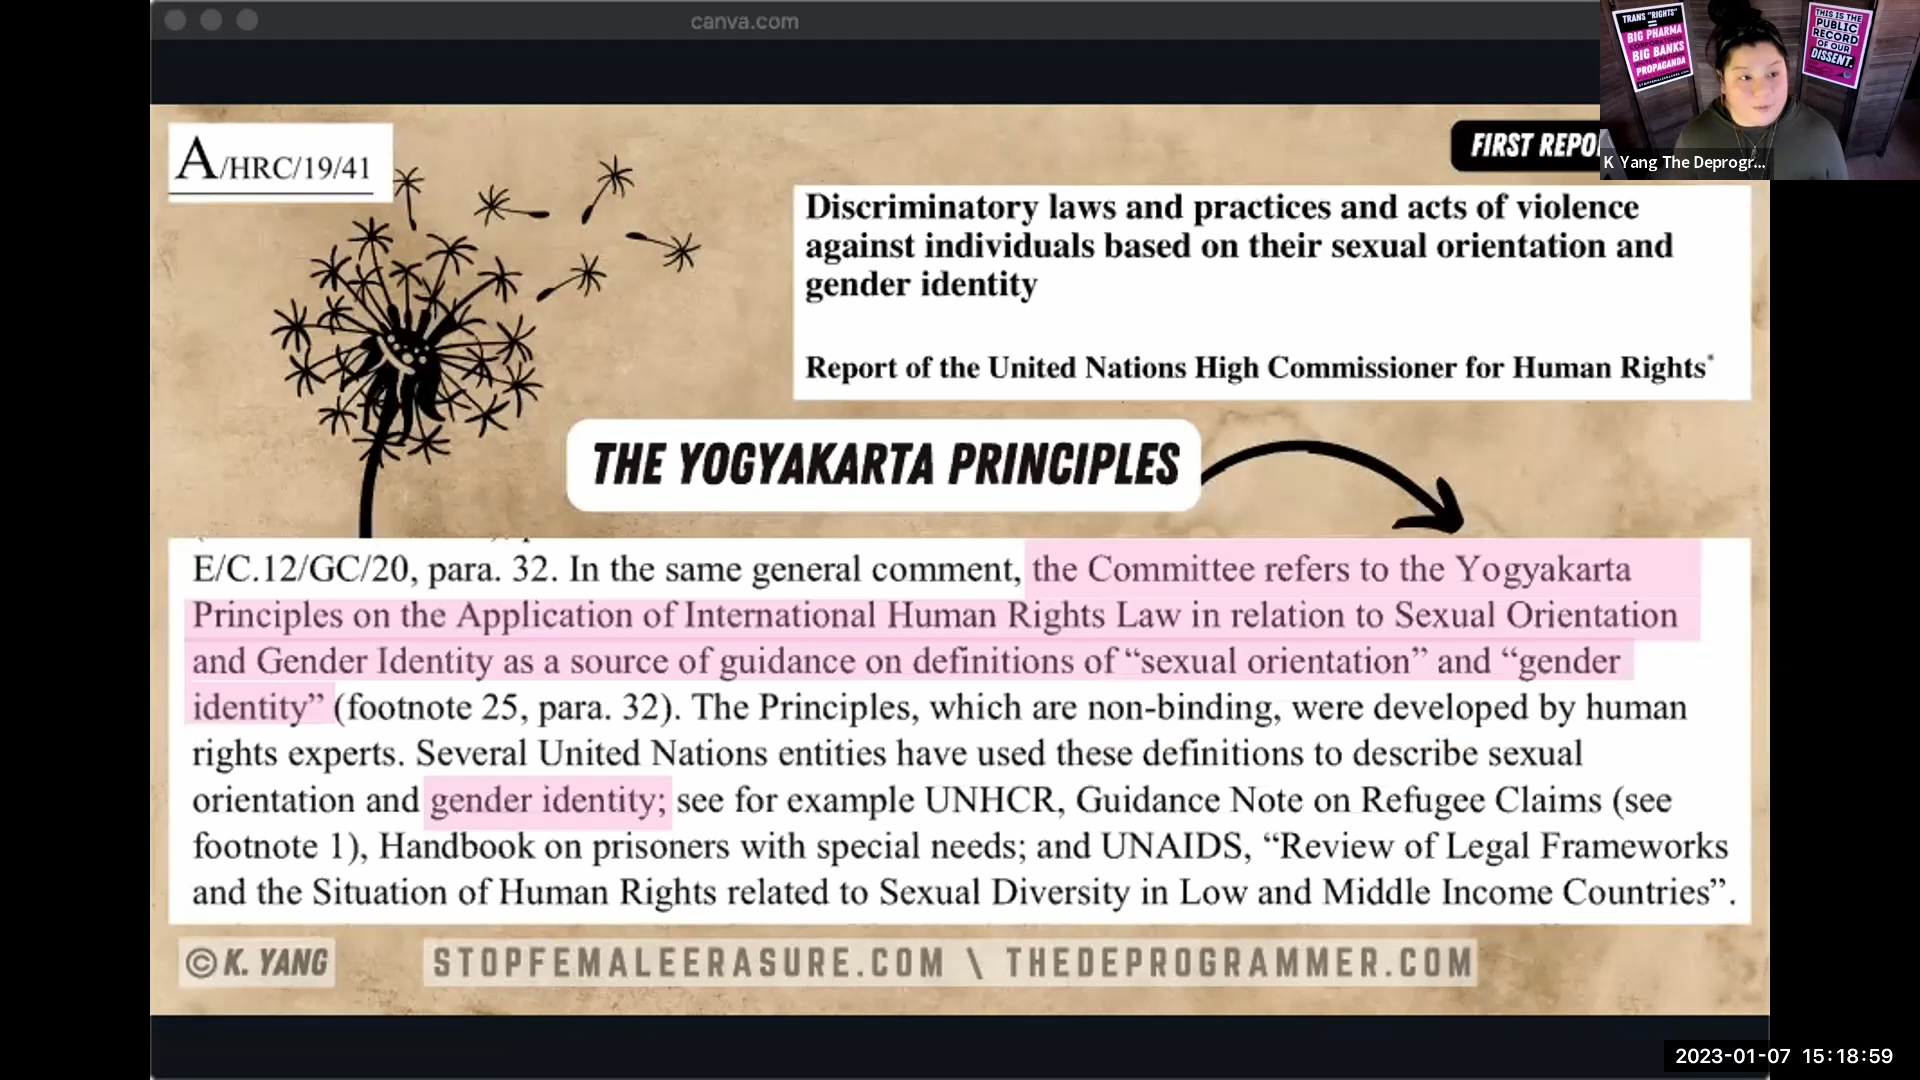 canva.com
TRANS "RIGHTS"
=
BIG PHARMA
CORPORATIONS
BIG BANKS
PROPAGANDA
STOPFEMALEERASURE.COM
THIS IS THE
PUBLIC
RECORD
OF OUR
DISSENT.
K Yang The Deprogr...
A/HRC/19/41
FIRST REPO
Discriminatory laws and practices and acts of violence
against individuals based on their sexual orientation and
gender identity
Report of the United Nations High Commissioner for Human Rights*
THE YOGYAKARTA PRINCIPLES
E/C.12/GC/20, para. 32. In the same general comment, the Committee refers to the Yogyakarta
Principles on the Application of International Human Rights Law in relation to Sexual Orientation
and Gender Identity as a source of guidance on definitions of “sexual orientation” and “gender
identity” (footnote 25, para. 32). The Principles, which are non-binding, were developed by human
rights experts. Several United Nations entities have used these definitions to describe sexual
orientation and gender identity; see for example UNHCR, Guidance Note on Refugee Claims (see
footnote 1), Handbook on prisoners with special needs; and UNAIDS, “Review of Legal Frameworks
and the Situation of Human Rights related to Sexual Diversity in Low and Middle Income Countries”.
© K. YANG
STOPFEMALEERASURE.COM \ THEDEPROGRAMMER.COM
2023-01-07 15:18:59